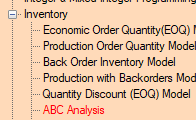 Integer & Mixed Integer Programming
Inventory
Economic Order Quantity(EOQ) M
Production Order Quantity Model
Back Order Inventory Model
Production with Backorders Mod
Quantity Discount (EOQ) Model
ABC Analysis